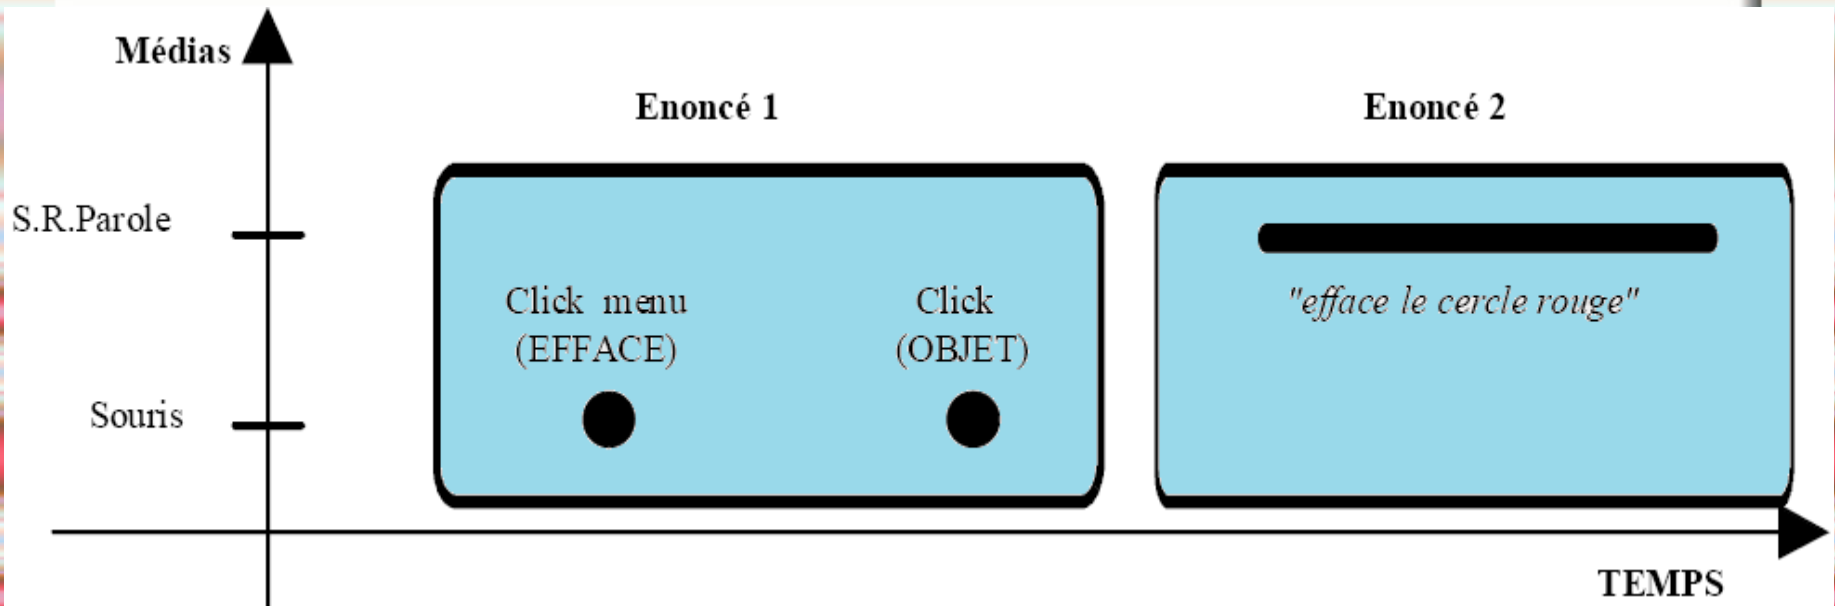 Médias
Enoncé 1
Enoncé 2
S.R.Parole
Click menu
(EFFACE)
Click
(OBJET)
"efface le cercle rouge"
Souris
TEMPS